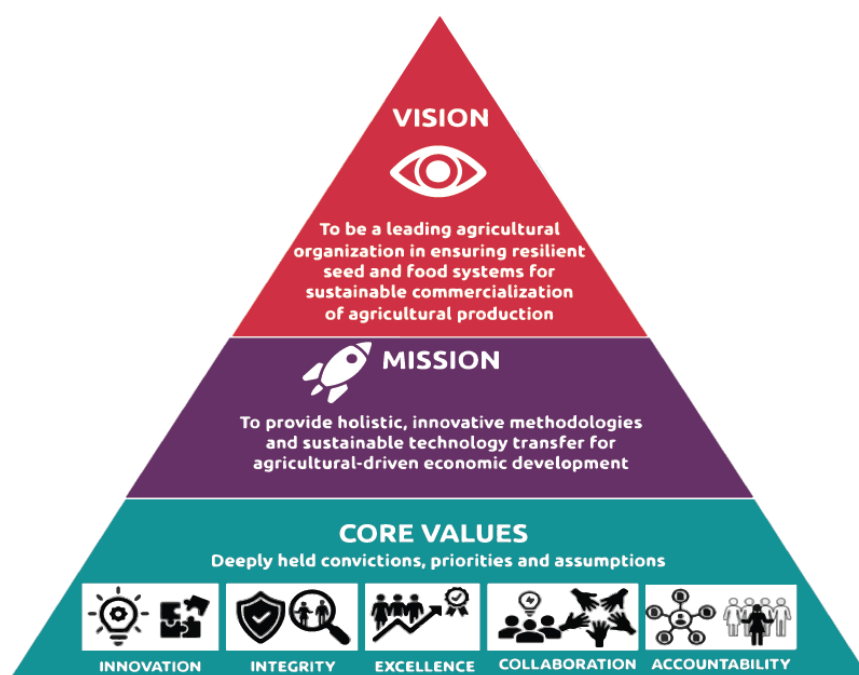 VISION
To be a leading agricultural
organization in ensuring resilient
seed and food systems for
sustainable commercialization
of agricultural production
MISSION
To provide holistic, innovative methodologies
and sustainable technology transfer for
agricultural-driven economic development
CORE VALUES
Deeply held convictions, priorities and assumptions
INNOVATION INTEGRITY EXCELLENCE COLLABORATION ACCOUNTABILITY